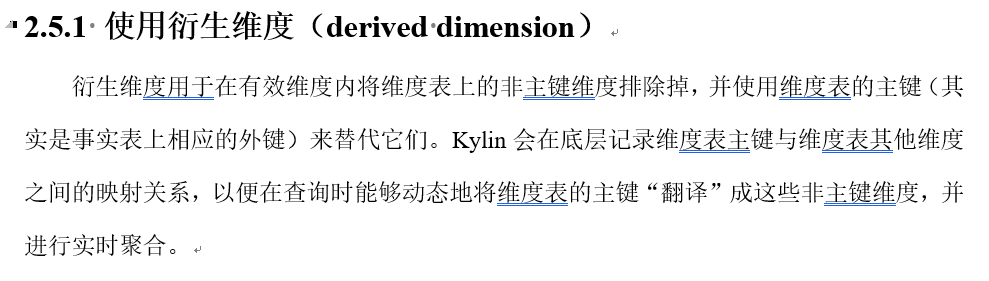 2.5.1 使用衍生维度（derived dimension）
衍生维度用于在有效维度内将维度表上的非主键维度排除掉，并使用维度表的主键（其
实是事实表上相应的外键）来替代它们。Kylin 会在底层记录维度表主键与维度表其他维度
之间的映射关系，以便在查询时能够动态地将维度表的主键“翻译”成这些非主键维度，并
进行实时聚合。